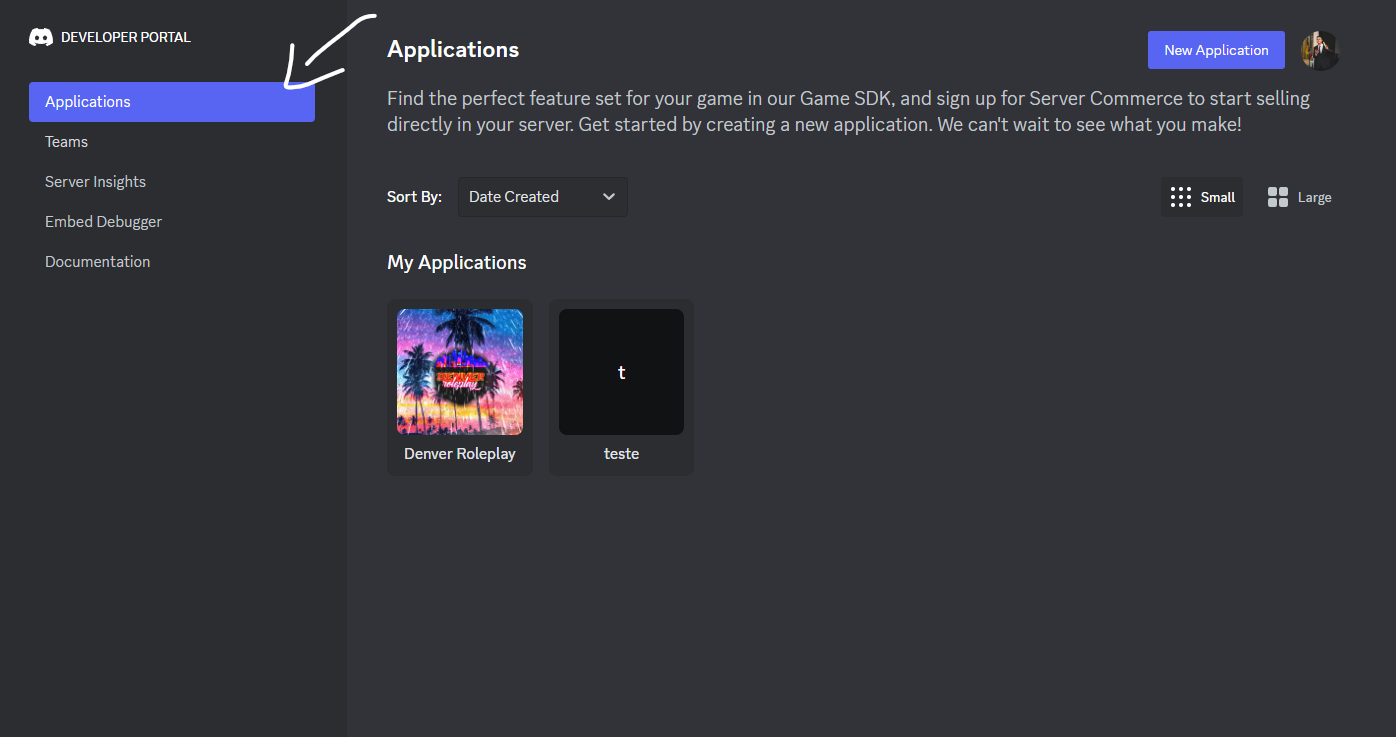 DEVELOPER PORTAL
Applications
Teams
Server Insights
Embed Debugger
Documentation
Applications
New Application
Find the perfect feature set for your game in our Game SDK, and sign up for Server Commerce to start selling
directly in your server. Get started by creating a new application. We can't wait to see what you make!
Sort By:
Date Created
Small
Large
My Applications
roleplay
Denver Roleplay
t
teste